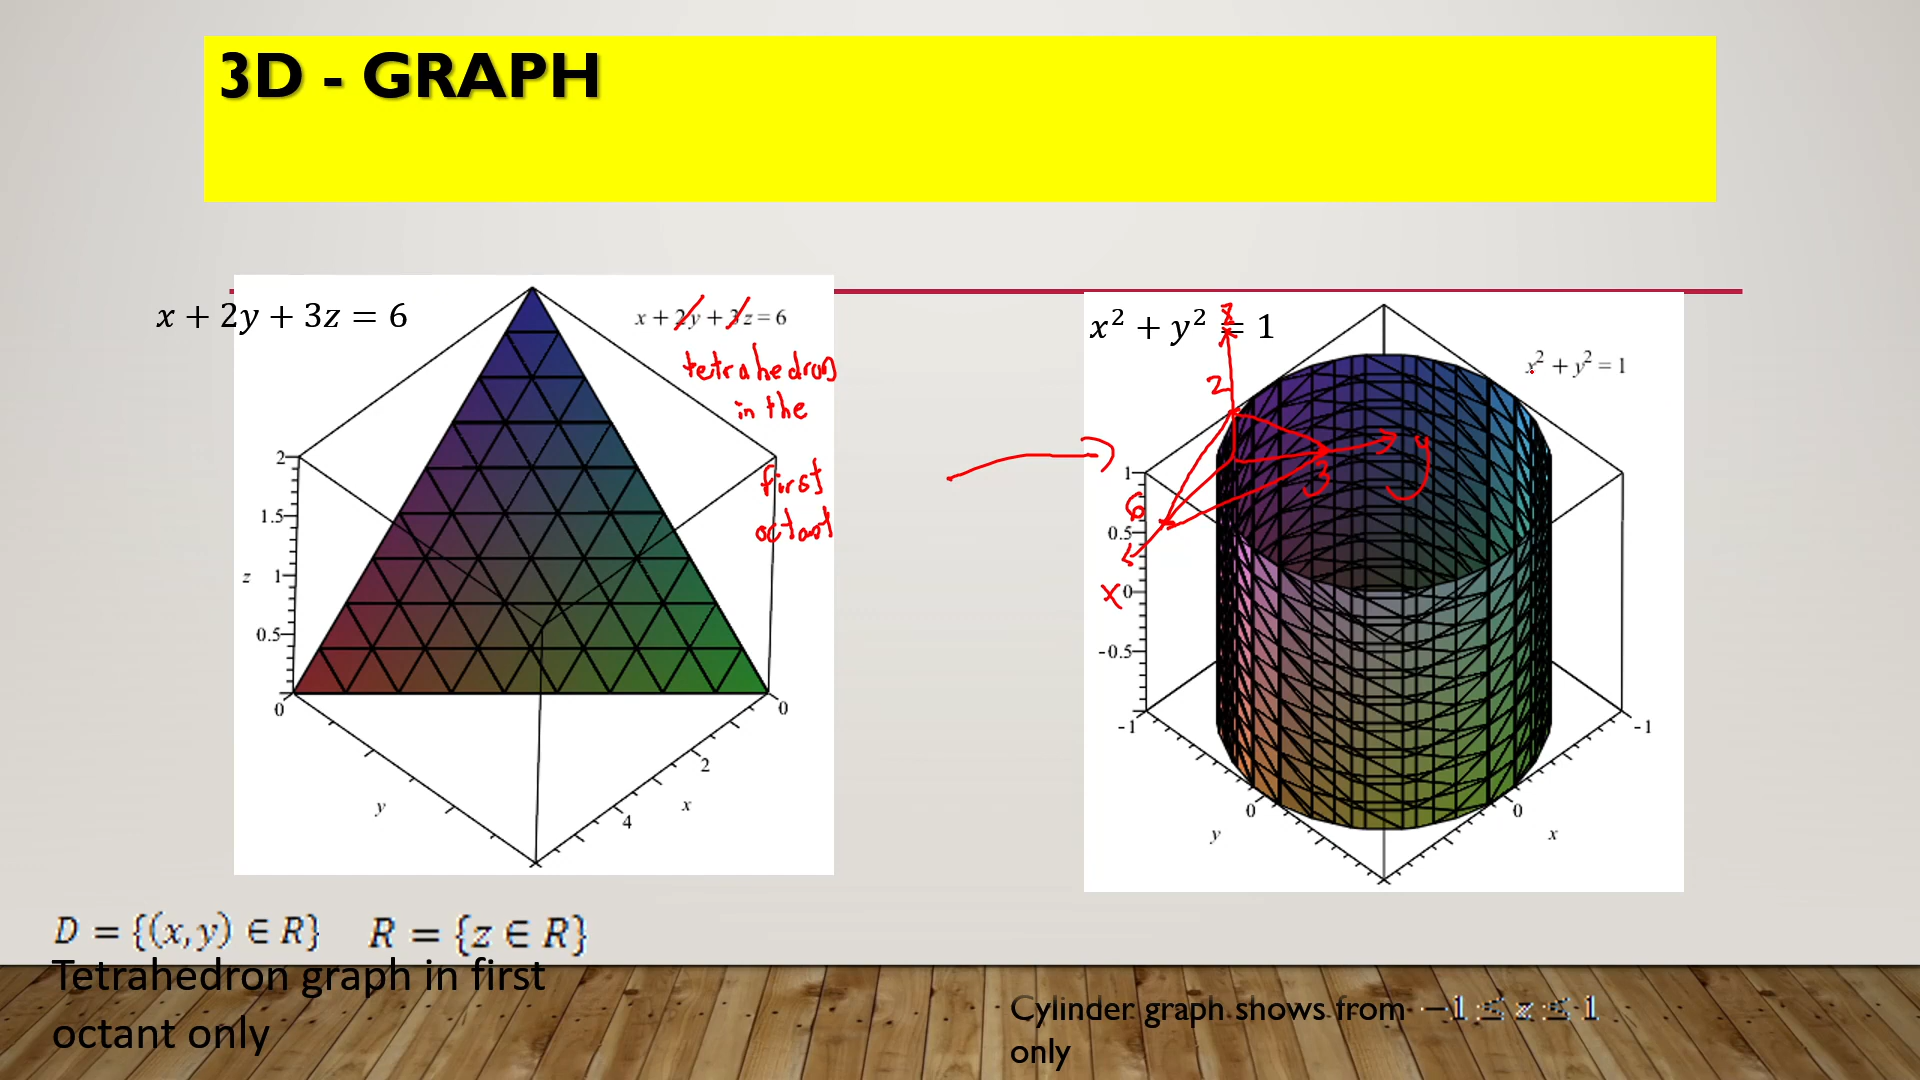 3D - GRAPH
x + 2y + 3z = 6
x + 2y + 3z = 6
tetrahedron
in the
first
octant
2
1.5
z 1
0.5
0
0
y
2
x
4
x² + y² = 1
x² + y² = 1
z
2
y
3
6
x
1
0.5
0
-0.5
-1
-1
0
0
y
x
D = {(x,y) ∈ R} R = {z ∈ R}
Tetrahedron graph in first
octant only
Cylinder graph shows from −1 ≤ z ≤ 1
only